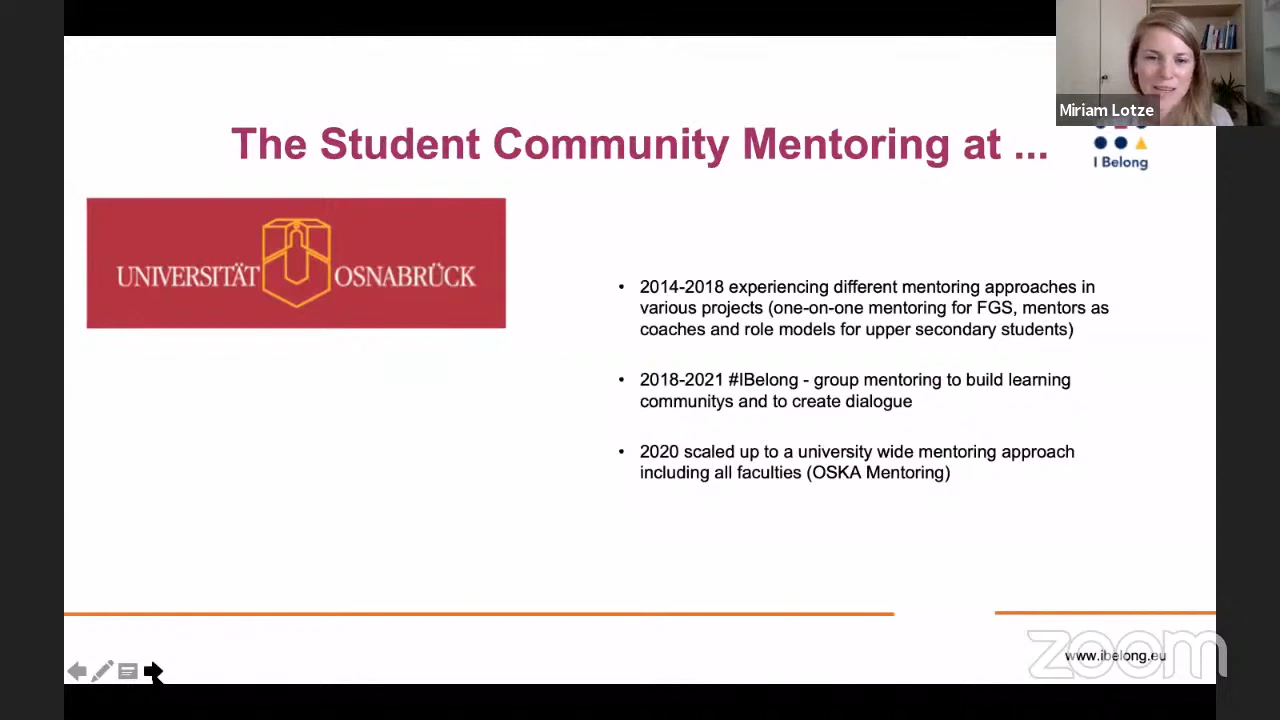 Miriam Lotze
The Student Community Mentoring at ...
I Belong
UNIVERSITÄT OSNABRÜCK
• 2014-2018 experiencing different mentoring approaches in
various projects (one-on-one mentoring for FGS, mentors as
coaches and role models for upper secondary students)
• 2018-2021 #IBelong - group mentoring to build learning
communitys and to create dialogue
• 2020 scaled up to a university wide mentoring approach
including all faculties (OSKA Mentoring)
www.ibelong.eu
zoom